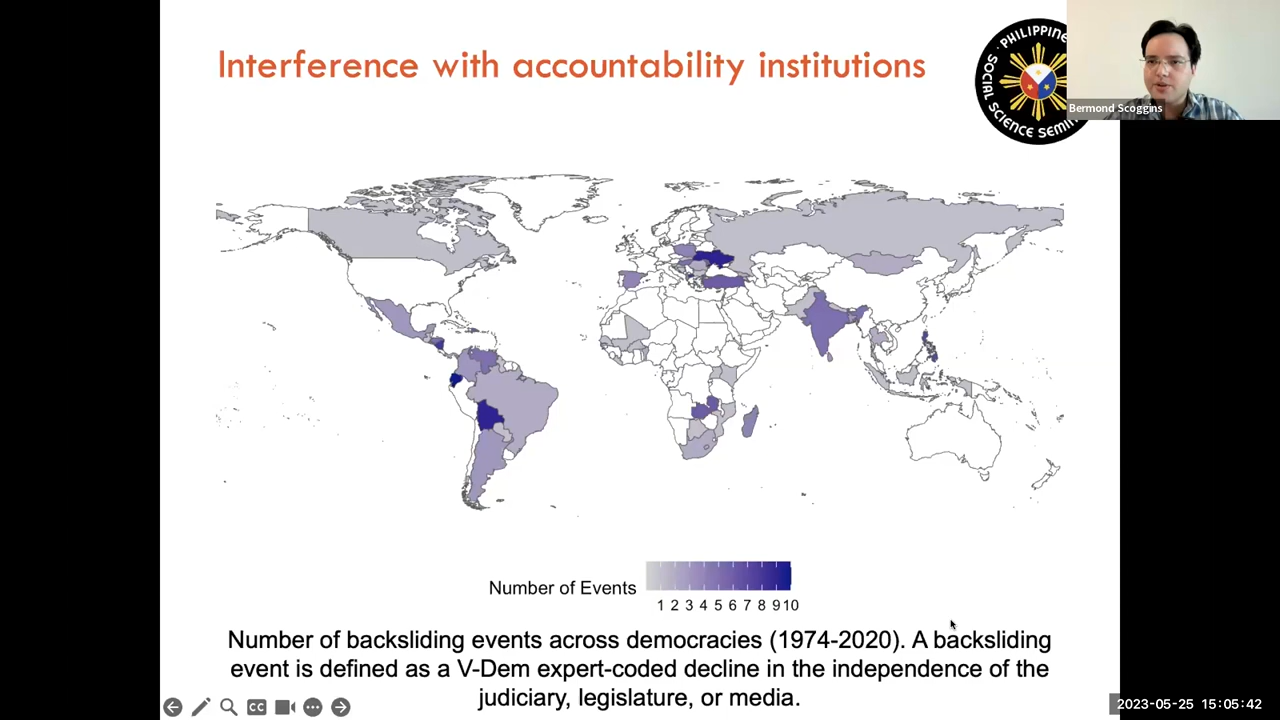 Interference with accountability institutions
PHILIPPINE
SOCIAL SCIENCE
Bermond Scoggins
Number of Events
1 2 3 4 5 6 7 8 9 10
Number of backsliding events across democracies (1974-2020). A backsliding
event is defined as a V-Dem expert-coded decline in the independence of the
judiciary, legislature, or media.
CC
2023-05-25 15:05:42